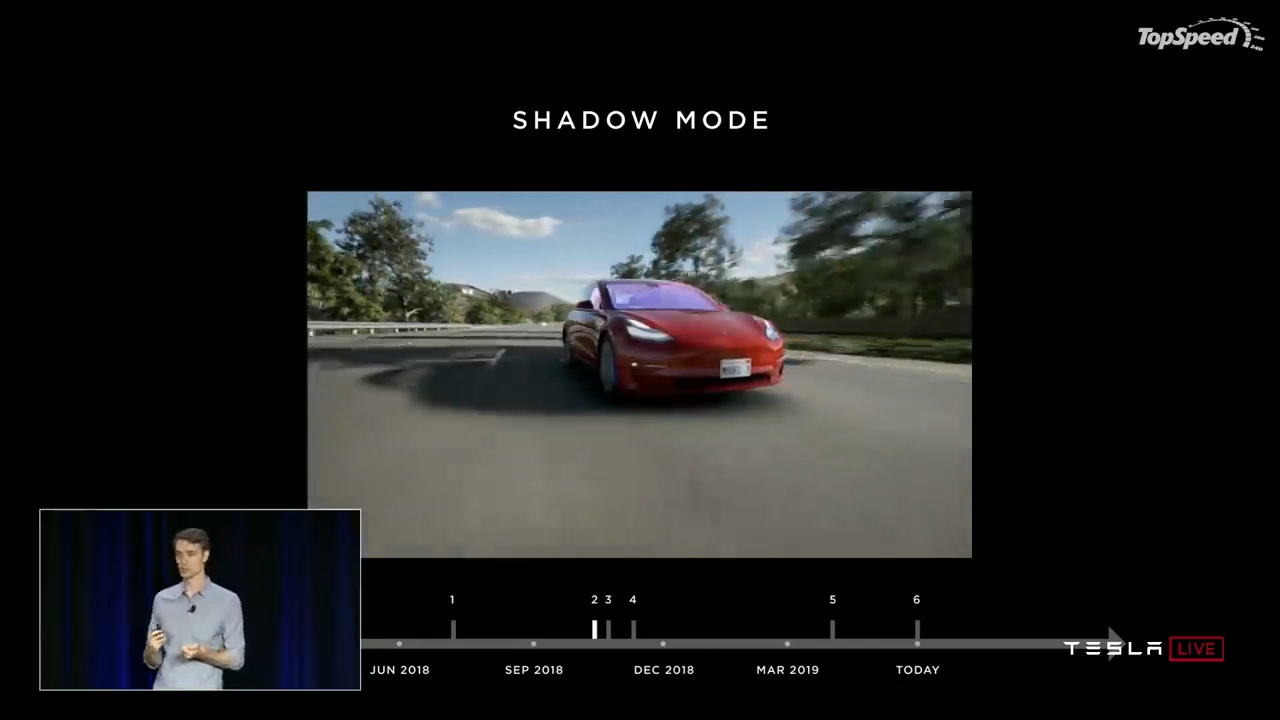 TopSpeed
SHADOW MODE
1 2 3 4 5 6
JUN 2018 SEP 2018 DEC 2018 MAR 2019 TODAY
TESLA LIVE